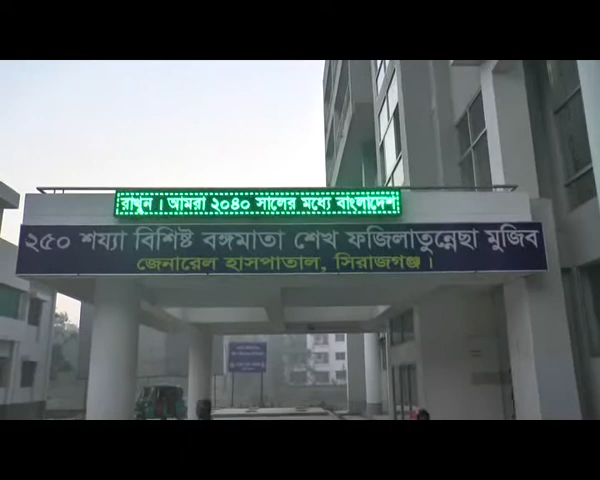 রাখুন । আমরা ২০৪০ সালের মধ্যে বাংলাদেশ
২৫০ শয্যা বিশিষ্ট বঙ্গমাতা শেখ ফজিলাতুন্নেছা মুজিব
জেনারেল হাসপাতাল, সিরাজগঞ্জ।